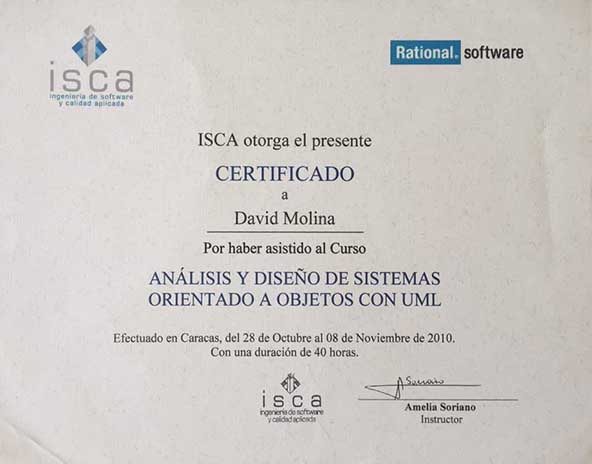 isca
ingeniería de software
y calidad aplicada
Rational software
ISCA otorga el presente
CERTIFICADO
a
David Molina
Por haber asistido al Curso
ANÁLISIS Y DISEÑO DE SISTEMAS
ORIENTADO A OBJETOS CON UML
Efectuado en Caracas, del 28 de Octubre al 08 de Noviembre de 2010.
Con una duración de 40 horas.
isca
ingeniería de software
y calidad aplicada
A Soriano
Amelia Soriano
Instructor